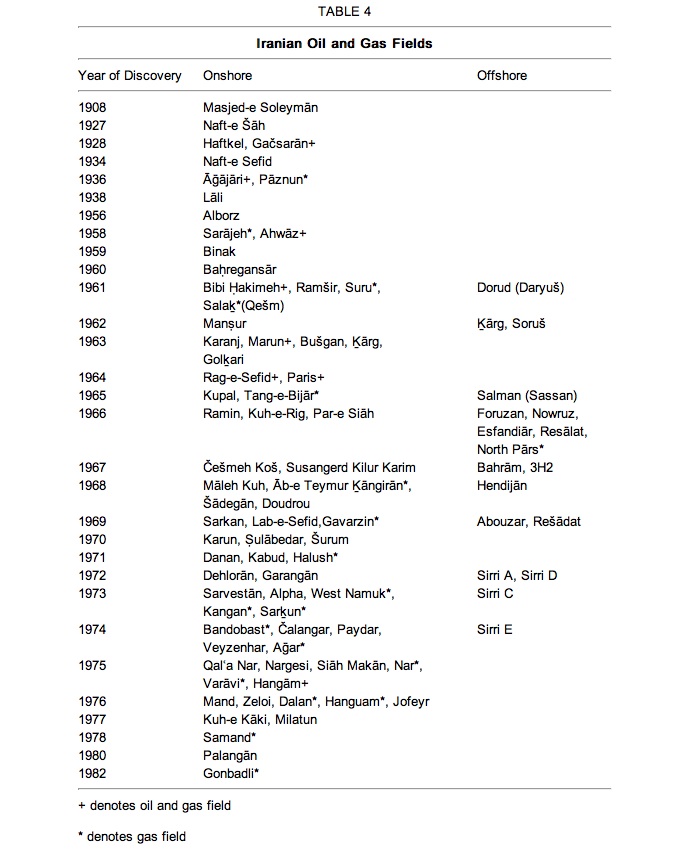 TABLE 4
Iranian Oil and Gas Fields
Year of Discovery Onshore Offshore
1908 Masjed-e Soleymān
1927 Naft-e Šāh
1928 Haftkel, Gačsarān+
1934 Naft-e Sefid
1936 Āḡājāri+, Pāznun*
1938 Lāli
1956 Alborz
1958 Sarājeh*, Ahwāz+
1959 Binak
1960 Baḥregansār
1961 Bibi Ḥakimeh+, Ramšir, Suru*, Dorud (Daryuš)
Salaḵ*(Qešm)
1962 Manṣur Ḵārg, Soruš
1963 Karanj, Marun+, Bušgan, Ḵārg,
Golḵari
1964 Rag-e-Sefid+, Paris+
1965 Kupal, Tang-e-Bijār* Salman (Sassan)
1966 Ramin, Kuh-e-Rig, Par-e Siāh Foruzan, Nowruz,
Esfandiār, Resālat,
North Pārs*
1967 Češmeh Koš, Susangerd Kilur Karim Bahrām, 3H2
1968 Māleh Kuh, Āb-e Teymur Ḵāngirān*, Hendijān
Šādegān, Doudrou
1969 Sarkan, Lab-e-Sefid,Gavarzin* Abouzar, Rešādat
1970 Karun, Ṣulābedar, Šurum
1971 Danan, Kabud, Halush*
1972 Dehlorān, Garangān Sirri A, Sirri D
1973 Sarvestān, Alpha, West Namuk*, Sirri C
Kangan*, Sarḵun*
1974 Bandobast*, Čalangar, Paydar, Sirri E
Veyzenhar, Aḡar*
1975 Qalʿa Nar, Nargesi, Siāh Makān, Nar*,
Varāvi*, Hangām+
1976 Mand, Zeloi, Dalan*, Hanguam*, Jofeyr
1977 Kuh-e Kāki, Milatun
1978 Samand*
1980 Palangān
1982 Gonbadli*
+ denotes oil and gas field
* denotes gas field